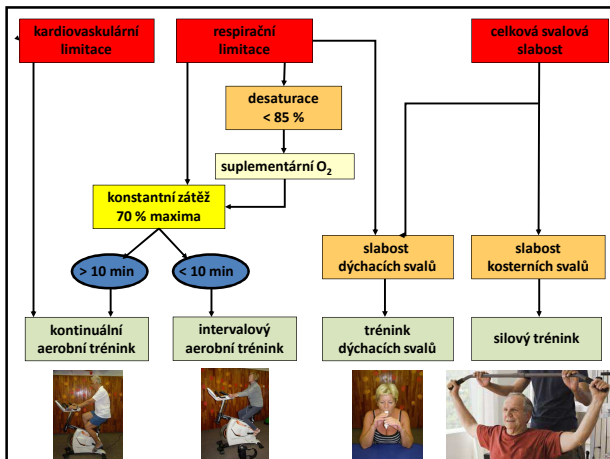 kardiovaskulární
limitace
respirační
limitace
celková svalová
slabost
desaturace
< 85 %
suplementární O₂
konstantní zátěž
70 % maxima
slabost
dýchacích svalů
slabost
kosterních svalů
> 10 min
< 10 min
kontinuální
aerobní trénink
intervalový
aerobní trénink
trénink
dýchacích svalů
silový trénink